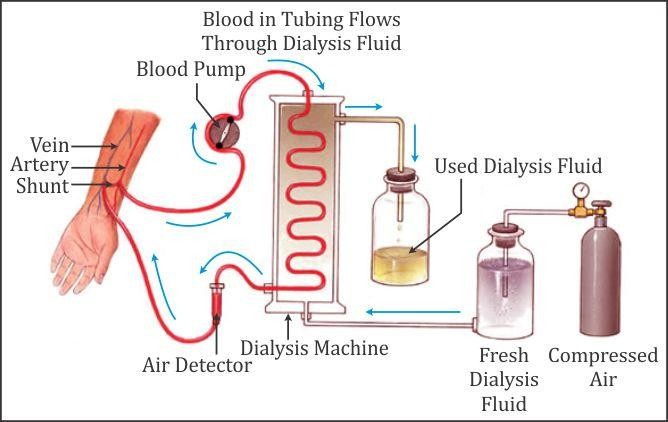 Blood in Tubing Flows
Through Dialysis Fluid
Blood Pump
Vein
Artery
Shunt
Used Dialysis Fluid
Air Detector
Dialysis Machine
Fresh
Dialysis
Fluid
Compressed
Air